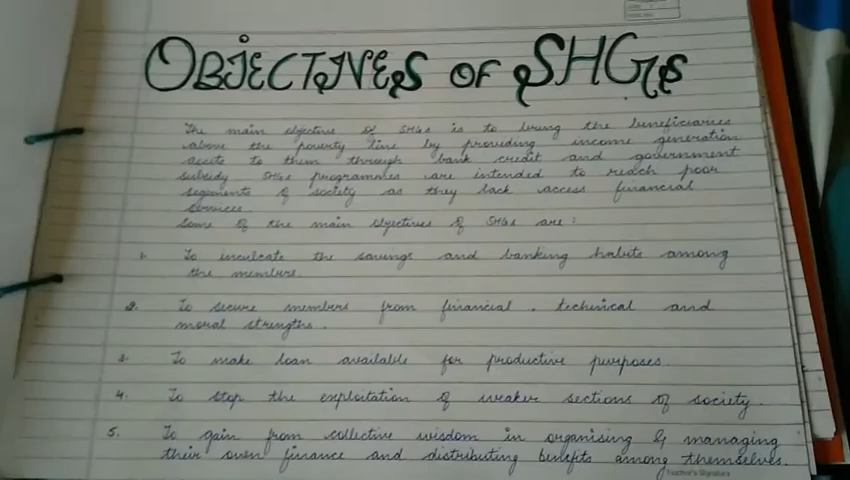 OBJECTIVES OF SHGs
The main objective of SHGs is to bring the beneficiaries
above the poverty line by providing income generation
assite to them through bank credit and government
subsidy SHGs programmes are intended to reach poor
segments of society as they lack access financial
services.
Some of the main objectives of SHGs are :
1. To inculcate the savings and banking habits among
the members.
2. To secure members from financial, technical and
moral strengths.
3. To make loan available for productive purposes.
4. To stop the exploitation of weaker sections of society.
5. To gain from collective wisdom in organising & managing
their own finance and distributing benefits among themselves.
Teacher's Signature